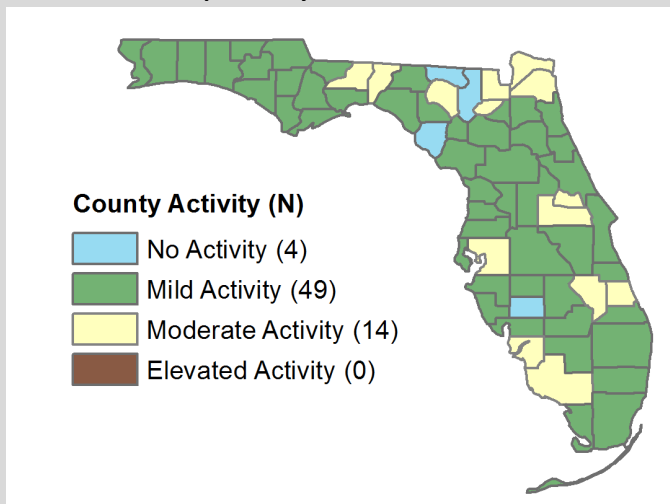 County Activity (N)
No Activity (4)
Mild Activity (49)
Moderate Activity (14)
Elevated Activity (0)